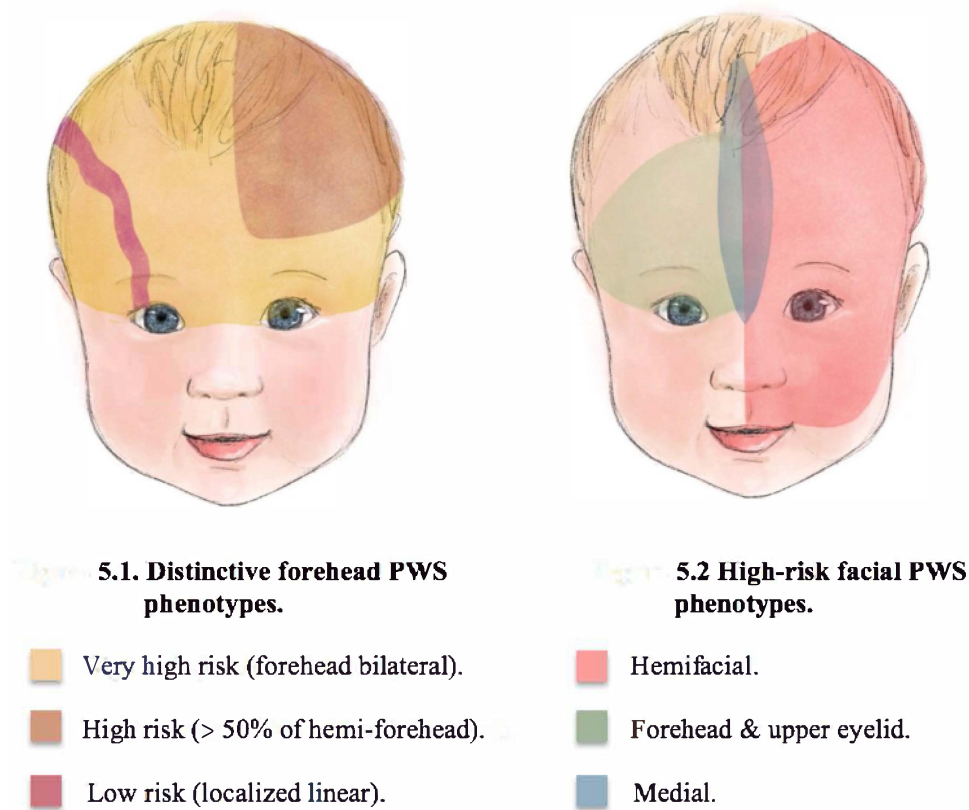 5.1. Distinctive forehead PWS
phenotypes.
Very high risk (forehead bilateral).
High risk (> 50% of hemi-forehead).
Low risk (localized linear).
5.2 High-risk facial PWS
phenotypes.
Hemifacial.
Forehead & upper eyelid.
Medial.